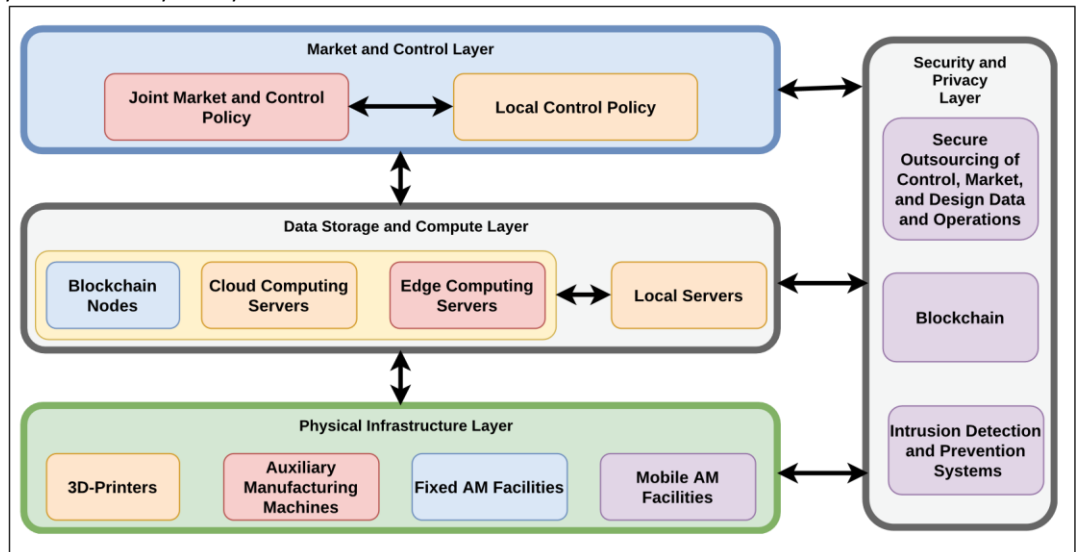 Market and Control Layer
Joint Market and Control
Policy
Local Control Policy
Data Storage and Compute Layer
Blockchain
Nodes
Cloud Computing
Servers
Edge Computing
Servers
Local Servers
Physical Infrastructure Layer
3D-Printers
Auxiliary
Manufacturing
Machines
Fixed AM Facilities
Mobile AM
Facilities
Security and
Privacy
Layer
Secure
Outsourcing of
Control, Market,
and Design Data
and Operations
Blockchain
Intrusion Detection
and Prevention
Systems